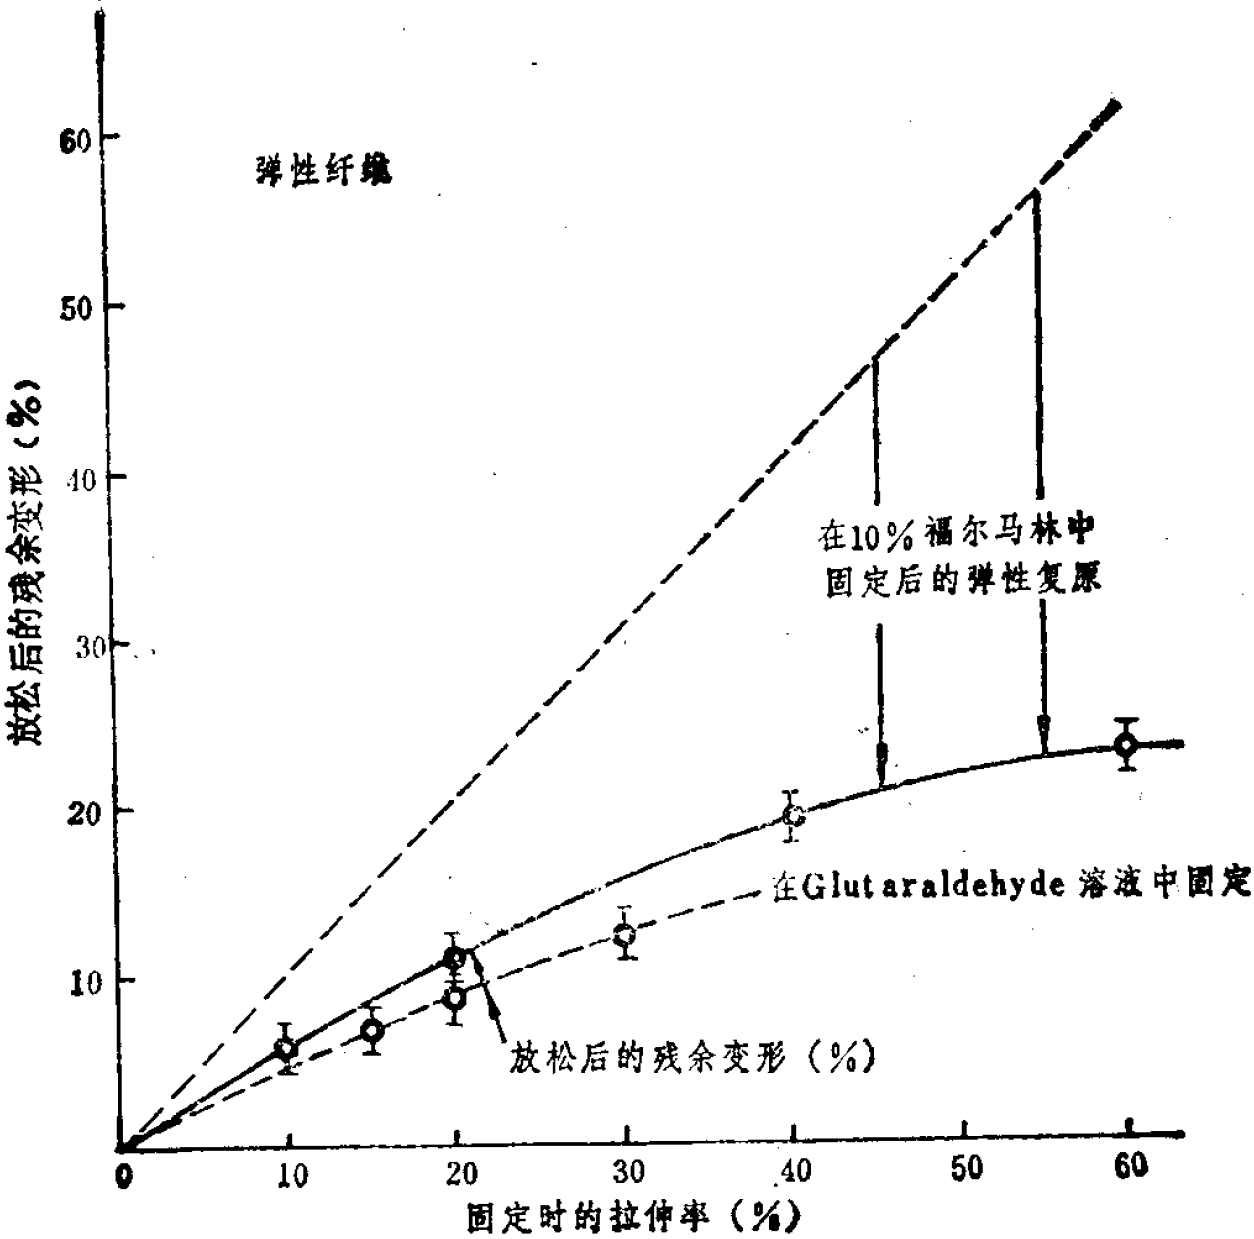 60
弹性纤维
50
放松后的残余变形(%)
40
在10%福尔马林中
固定后的弹性复原
30
20
在Glutaraldehyde 溶液中固定
10
放松后的残余变形(%)
0
10
20
30
40
50
60
固定时的拉伸率(%)